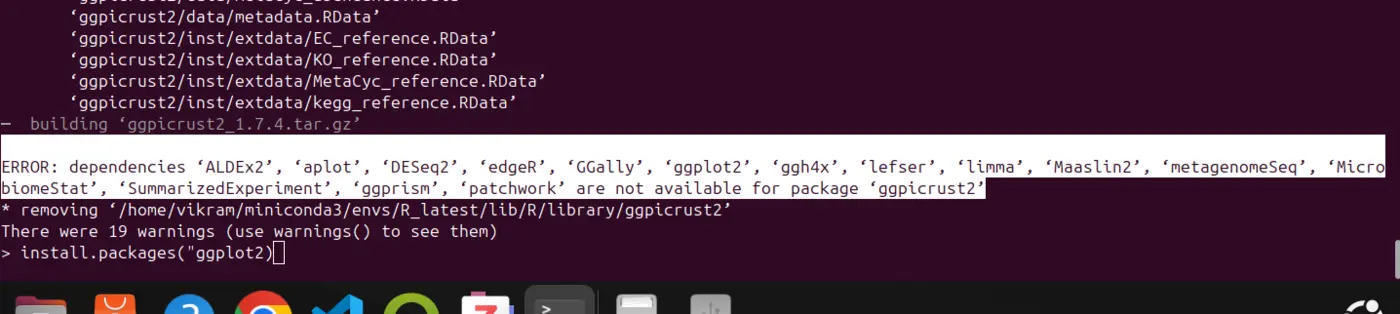 ‘ggpicrust2/data/metadata.RData’
‘ggpicrust2/inst/extdata/EC_reference.RData’
‘ggpicrust2/inst/extdata/KO_reference.RData’
‘ggpicrust2/inst/extdata/MetaCyc_reference.RData’
‘ggpicrust2/inst/extdata/kegg_reference.RData’
─  building ‘ggpicrust2_1.7.4.tar.gz’
ERROR: dependencies ‘ALDEx2’, ‘aplot’, ‘DESeq2’, ‘edgeR’, ‘GGally’, ‘ggplot2’, ‘ggh4x’, ‘lefser’, ‘limma’, ‘Maaslin2’, ‘metagenomeSeq’, ‘Micro
biomeStat’, ‘SummarizedExperiment’, ‘ggprism’, ‘patchwork’ are not available for package ‘ggpicrust2’
* removing ‘/home/vikram/miniconda3/envs/R_latest/lib/R/library/ggpicrust2’
There were 19 warnings (use warnings() to see them)
> install.packages("ggplot2)